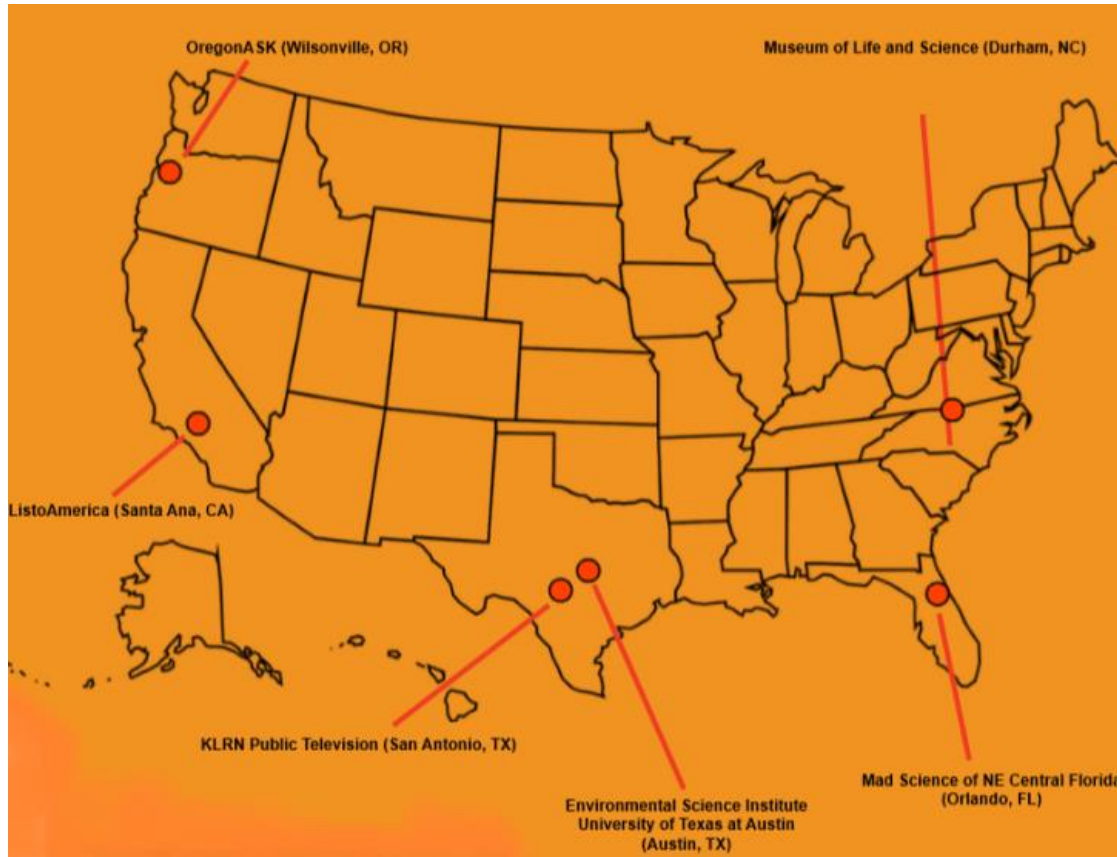 OregonASK (Wilsonville, OR)
Museum of Life and Science (Durham, NC)
ListoAmerica (Santa Ana, CA)
KLRN Public Television (San Antonio, TX)
Environmental Science Institute
University of Texas at Austin
(Austin, TX)
Mad Science of NE Central Florida
(Orlando, FL)